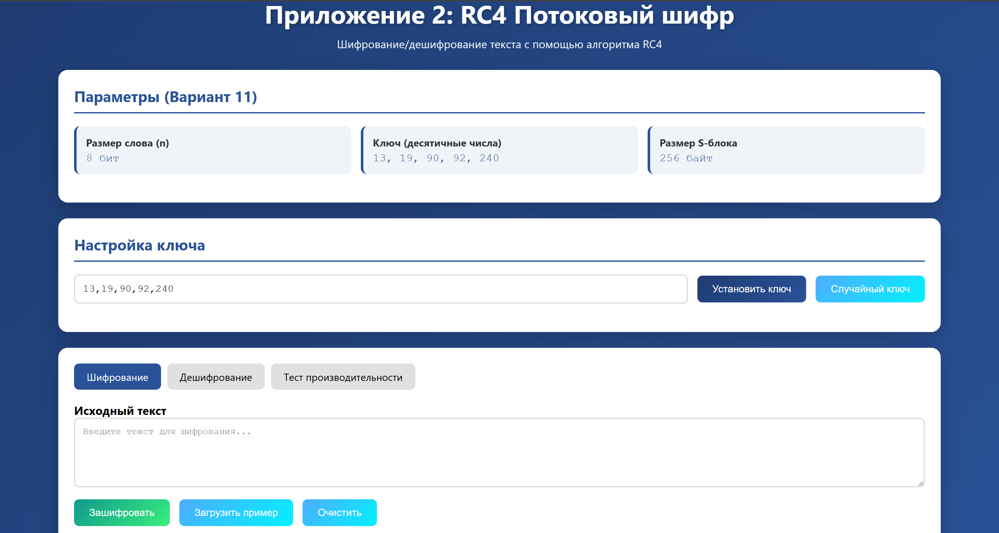 Приложение 2: RC4 Потоковый шифр
Шифрование/дешифрование текста с помощью алгоритма RC4
Параметры (Вариант 11)
Размер слова (n)
8 бит
Ключ (десятичные числа)
13, 19, 90, 92, 240
Размер S-блока
256 байт
Настройка ключа
13,19,90,92,240
Установить ключ
Случайный ключ
Шифрование
Дешифрование
Тест производительности
Исходный текст
Введите текст для шифрования...
Зашифровать
Загрузить пример
Очистить